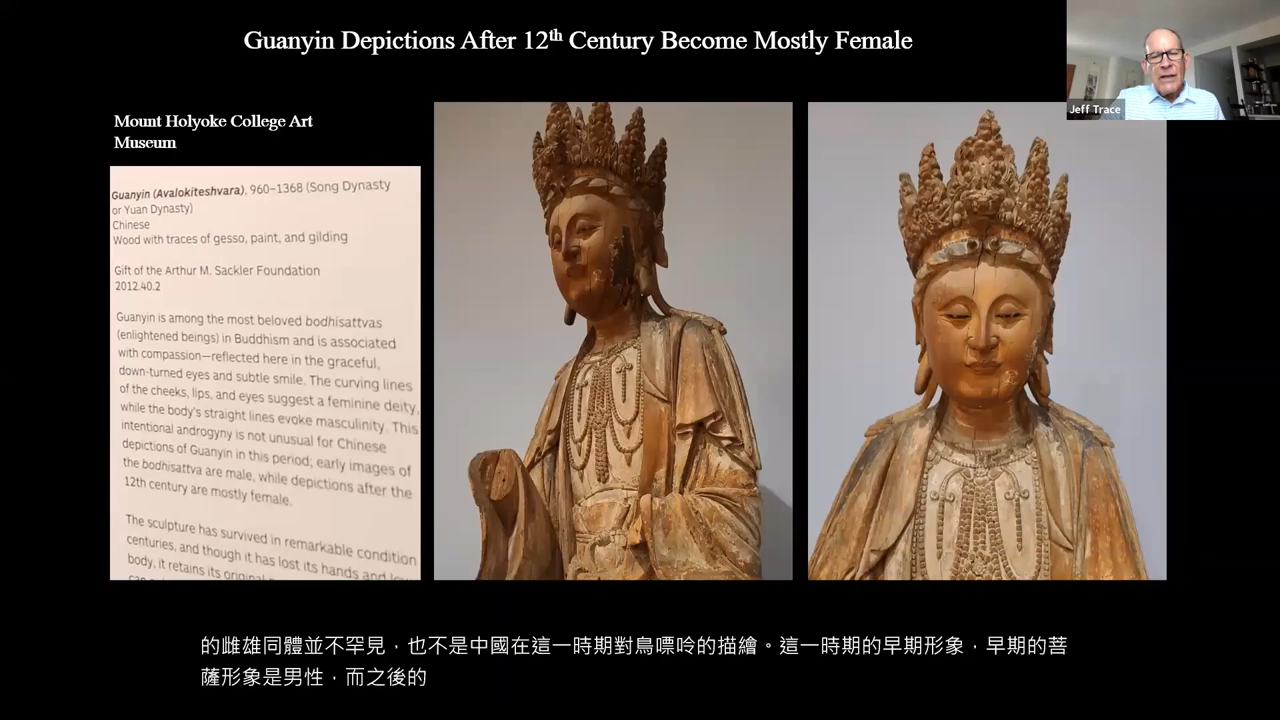 Guanyin Depictions After 12th Century Become Mostly Female
Jeff Trace
Mount Holyoke College Art
Museum
Guanyin (Avalokiteshvara), 960–1368 (Song Dynasty
or Yuan Dynasty)
Chinese
Wood with traces of gesso, paint, and gilding
Gift of the Arthur M. Sackler Foundation
2012.40.2
Guanyin is among the most beloved bodhisattvas
(enlightened beings) in Buddhism and is associated
with compassion—reflected here in the graceful,
down-turned eyes and subtle smile. The curving lines
of the cheeks, lips, and eyes suggest a feminine deity,
while the body's straight lines evoke masculinity. This
intentional androgyny is not unusual for Chinese
depictions of Guanyin in this period; early images of
the bodhisattva are male, while depictions after the
12th century are mostly female.
The sculpture has survived in remarkable condition
centuries, and though it has lost its hands and
body, it retains its original
的雌雄同體並不罕見，也不是中國在這一時期對鳥嘌呤的描繪。這一時期的早期形象，早期的菩
薩形象是男性，而之後的